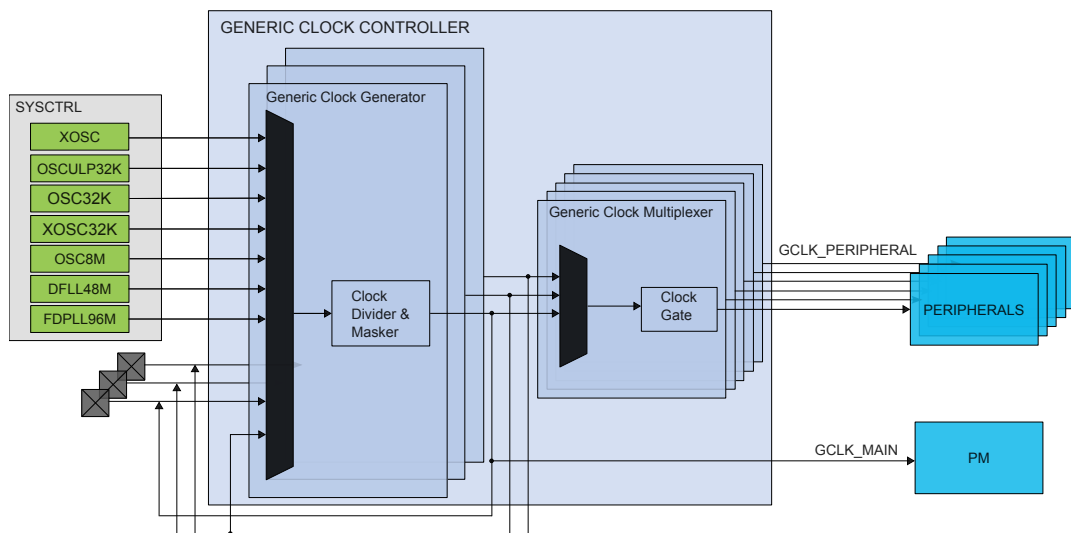 GENERIC CLOCK CONTROLLER
Generic Clock Generator
SYSCTRL
XOSC
OSCULP32K
OSC32K
XOSC32K
OSC8M
DFLL48M
FDPLL96M
Clock
Divider &
Masker
Generic Clock Multiplexer
Clock
Gate
GCLK_PERIPHERAL
PERIPHERALS
GCLK_MAIN
PM